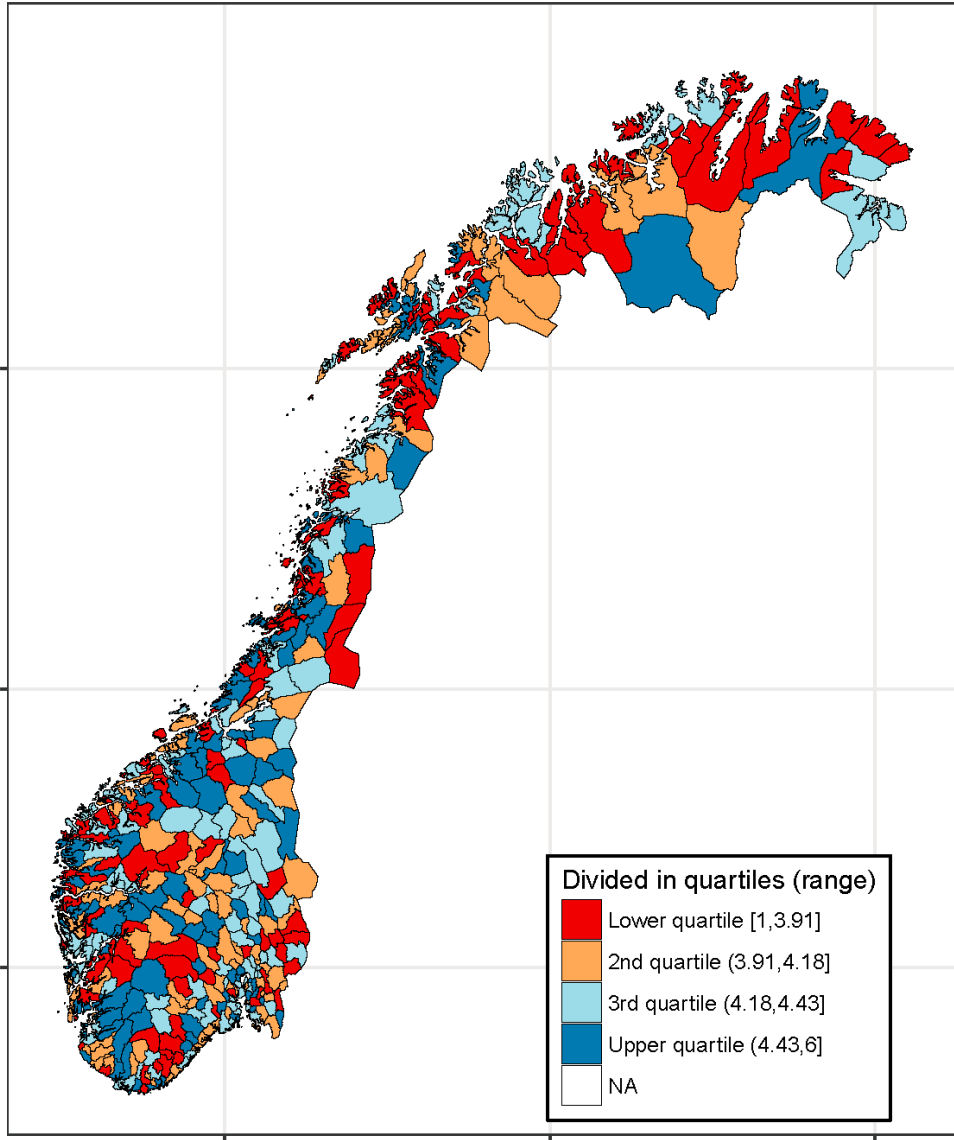 Divided in quartiles (range)
Lower quartile [1,3.91]
2nd quartile (3.91,4.18]
3rd quartile (4.18,4.43]
Upper quartile (4.43,6]
NA